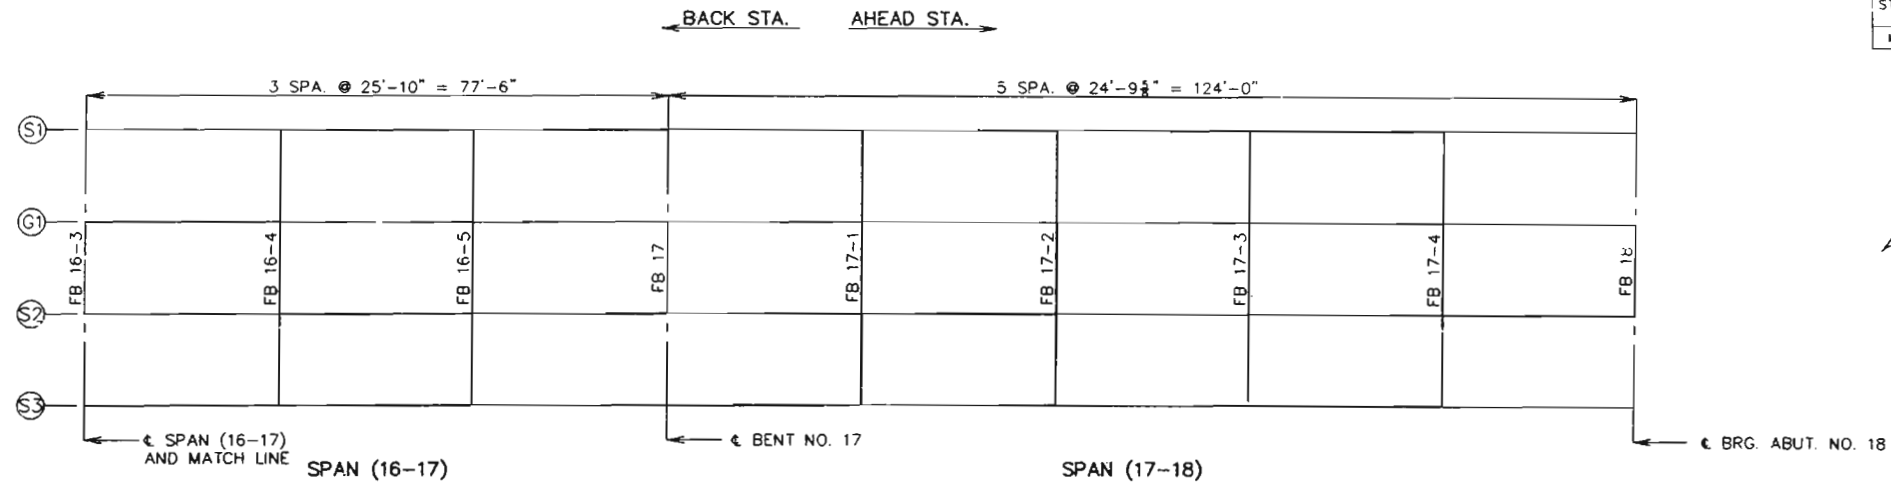 BACK STA. AHEAD STA.
3 SPA. @ 25'-10" = 77'-6" 5 SPA. @ 24'-9⅝" = 124'-0"
S1
G1
S2
S3
FB 16-3
FB 16-4
FB 16-5
FB 17
FB 17-1
FB 17-2
FB 17-3
FB 17-4
FB 18
℄ SPAN (16-17)
AND MATCH LINE
℄ BENT NO. 17
℄ BRG. ABUT. NO. 18
SPAN (16-17) SPAN (17-18)